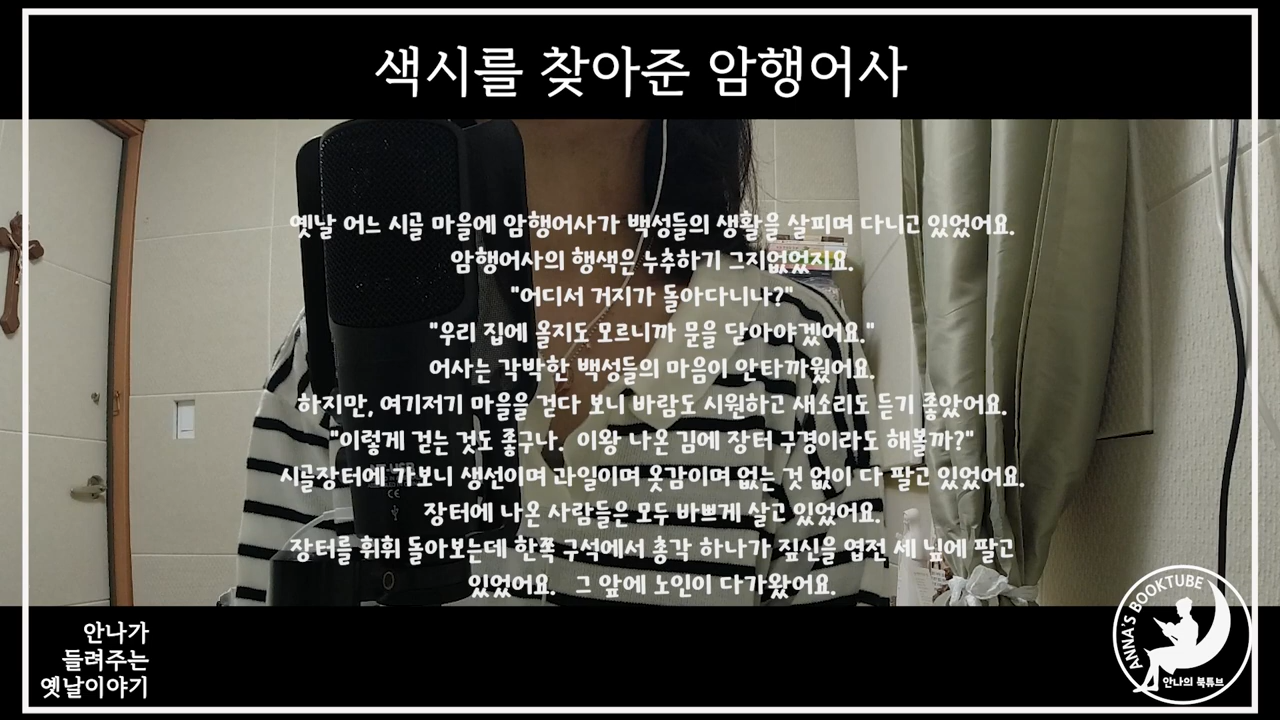 색시를 찾아준 암행어사
옛날 어느 시골 마을에 암행어사가 백성들의 생활을 살피며 다니고 있었어요.
암행어사의 행색은 누추하기 그지없었지요.
"어디서 거지가 돌아다니나?"
"우리 집에 올지도 모르니까 문을 닫아야겠어요."
어사는 각박한 백성들의 마음이 안타까웠어요.
하지만, 여기저기 마을을 걷다 보니 바람도 시원하고 새소리도 듣기 좋았어요.
"이렇게 걷는 것도 좋구나. 이왕 나온 김에 장터 구경이라도 해볼까?"
시골장터에 가보니 생선이며 과일이며 옷감이며 없는 것 없이 다 팔고 있었어요.
장터에 나온 사람들은 모두 바쁘게 살고 있었어요.
장터를 휘휘 돌아보는데 한쪽 구석에서 총각 하나가 짚신을 엽전 세 닢에 팔고
있었어요. 그 앞에 노인이 다가왔어요.
안나가
들려주는
옛날이야기
ANNA'S BOOKTUBE
안나의 북튜브